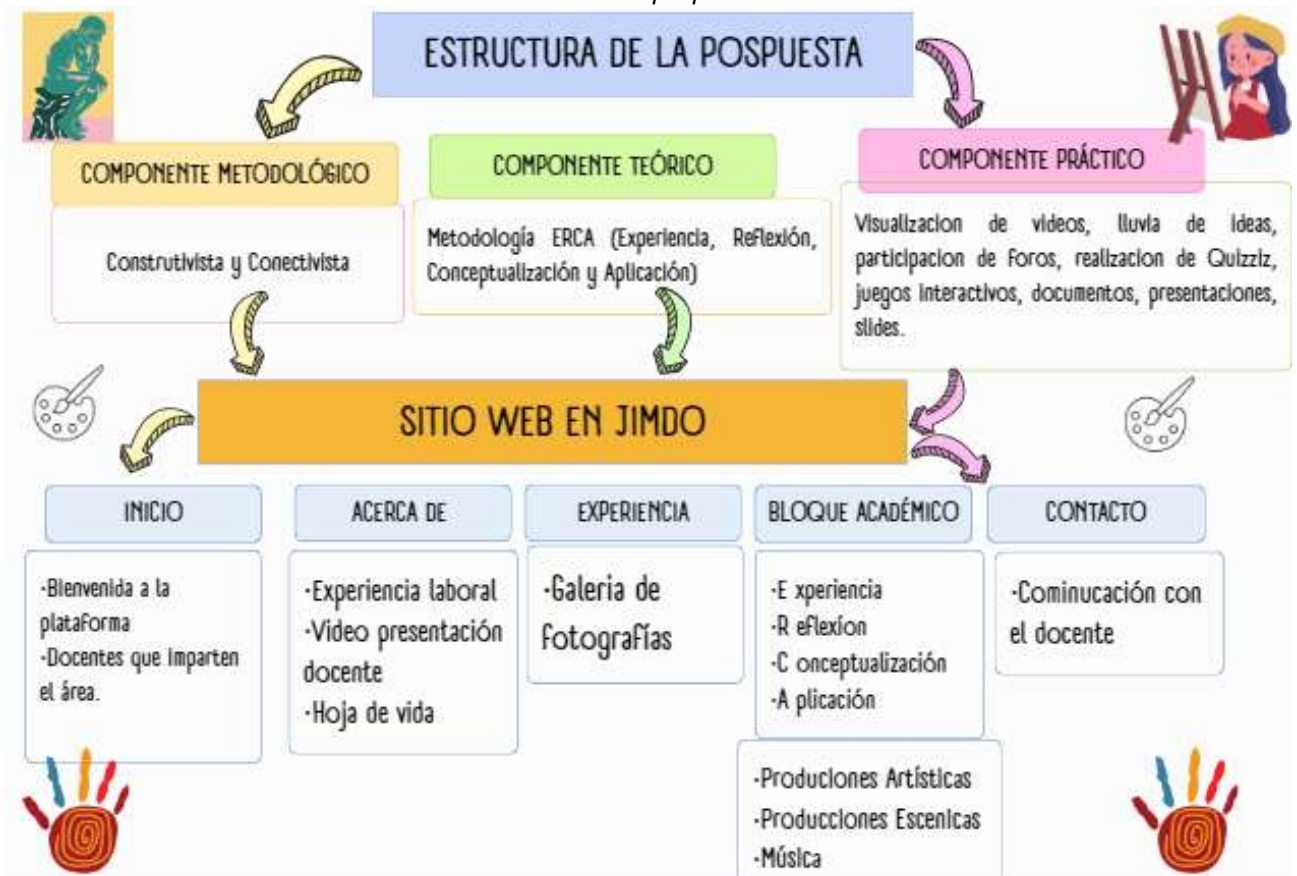 ESTRUCTURA DE LA POSPUESTA
COMPONENTE METODOLÓGICO
Construtivista y Conectivista
COMPONENTE TEÓRICO
Metodología ERCA (Experiencia, Reflexión,
Conceptualización y Aplicación)
COMPONENTE PRÁCTICO
Visualizacion de videos, lluvia de ideas,
participacion de Foros, realizacion de Quizziz,
juegos interactivos, documentos, presentaciones,
slides.
SITIO WEB EN JIMDO
INICIO
·Bienvenida a la
plataforma
·Docentes que imparten
el área.
ACERCA DE
·Experiencia laboral
·Video presentación
docente
·Hoja de vida
EXPERIENCIA
·Galeria de
fotografías
BLOQUE ACADÉMICO
·E xperiencia
·R eflexíon
·C onceptualización
·A plicación
·Produciones Artísticas
·Producciones Escenicas
·Música
CONTACTO
·Cominucación con
el docente